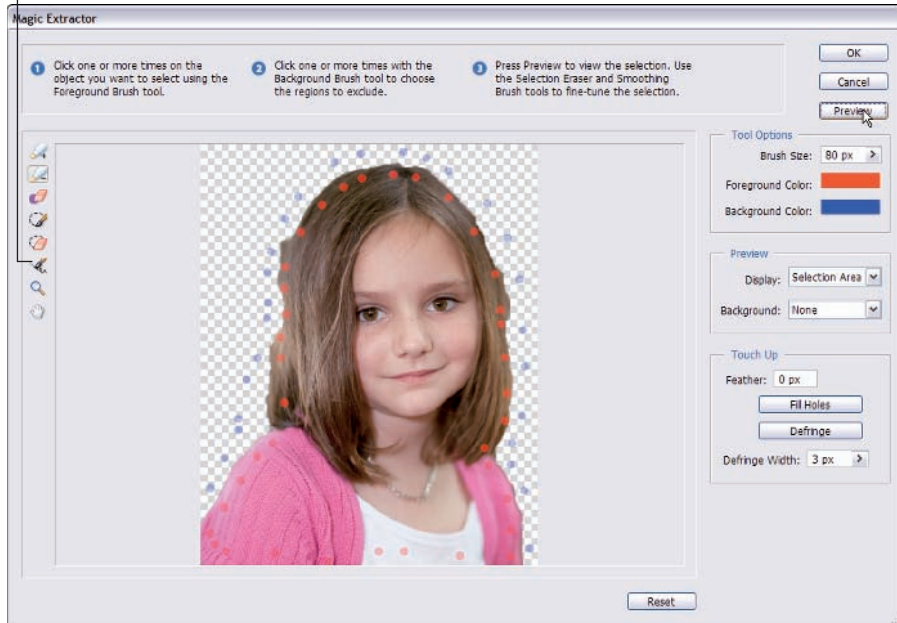 Magic Extractor
1 Click one or more times on the
object you want to select using the
Foreground Brush tool.
2 Click one or more times with the
Background Brush tool to choose
the regions to exclude.
3 Press Preview to view the selection. Use
the Selection Eraser and Smoothing
Brush tools to fine-tune the selection.
OK
Cancel
Preview
Tool Options
Brush Size: 80 px
Foreground Color:
Background Color:
Preview
Display: Selection Area
Background: None
Touch Up
Feather: 0 px
Fill Holes
Defringe
Defringe Width: 3 px
Reset